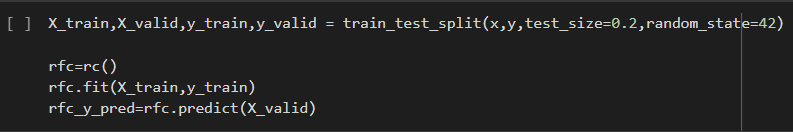 [ ] X_train,X_valid,y_train,y_valid = train_test_split(x,y,test_size=0.2,random_state=42)
rfc=rc()
rfc.fit(X_train,y_train)
rfc_y_pred=rfc.predict(X_valid)